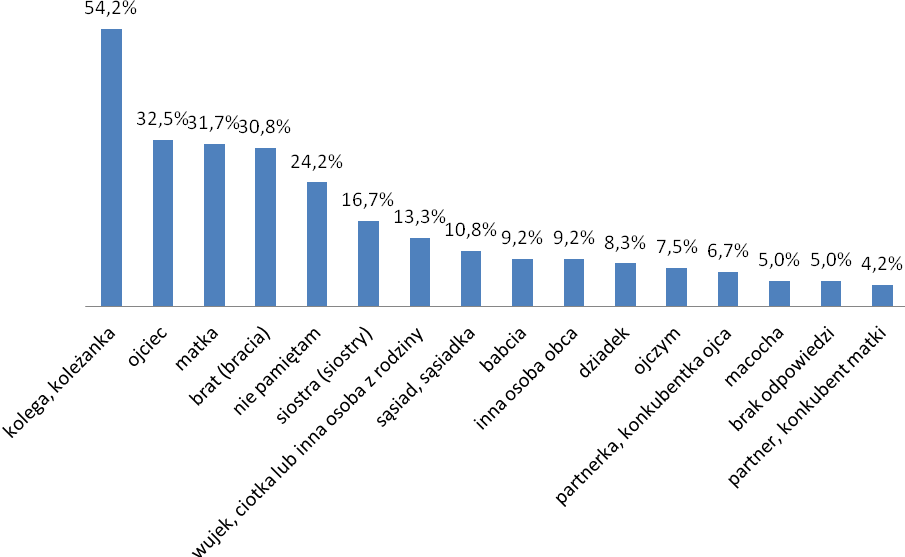 54,2%
32,5%
31,7%
30,8%
24,2%
16,7%
13,3%
10,8%
9,2%
9,2%
8,3%
7,5%
6,7%
5,0%
5,0%
4,2%
kolega, koleżanka
ojciec
matka
brat (bracia)
nie pamiętam
siostra (siostry)
wujek, ciotka lub inna osoba z rodziny
sąsiad, sąsiadka
babcia
inna osoba obca
dziadek
ojczym
partnerka, konkubentka ojca
macocha
brak odpowiedzi
partner, konkubent matki